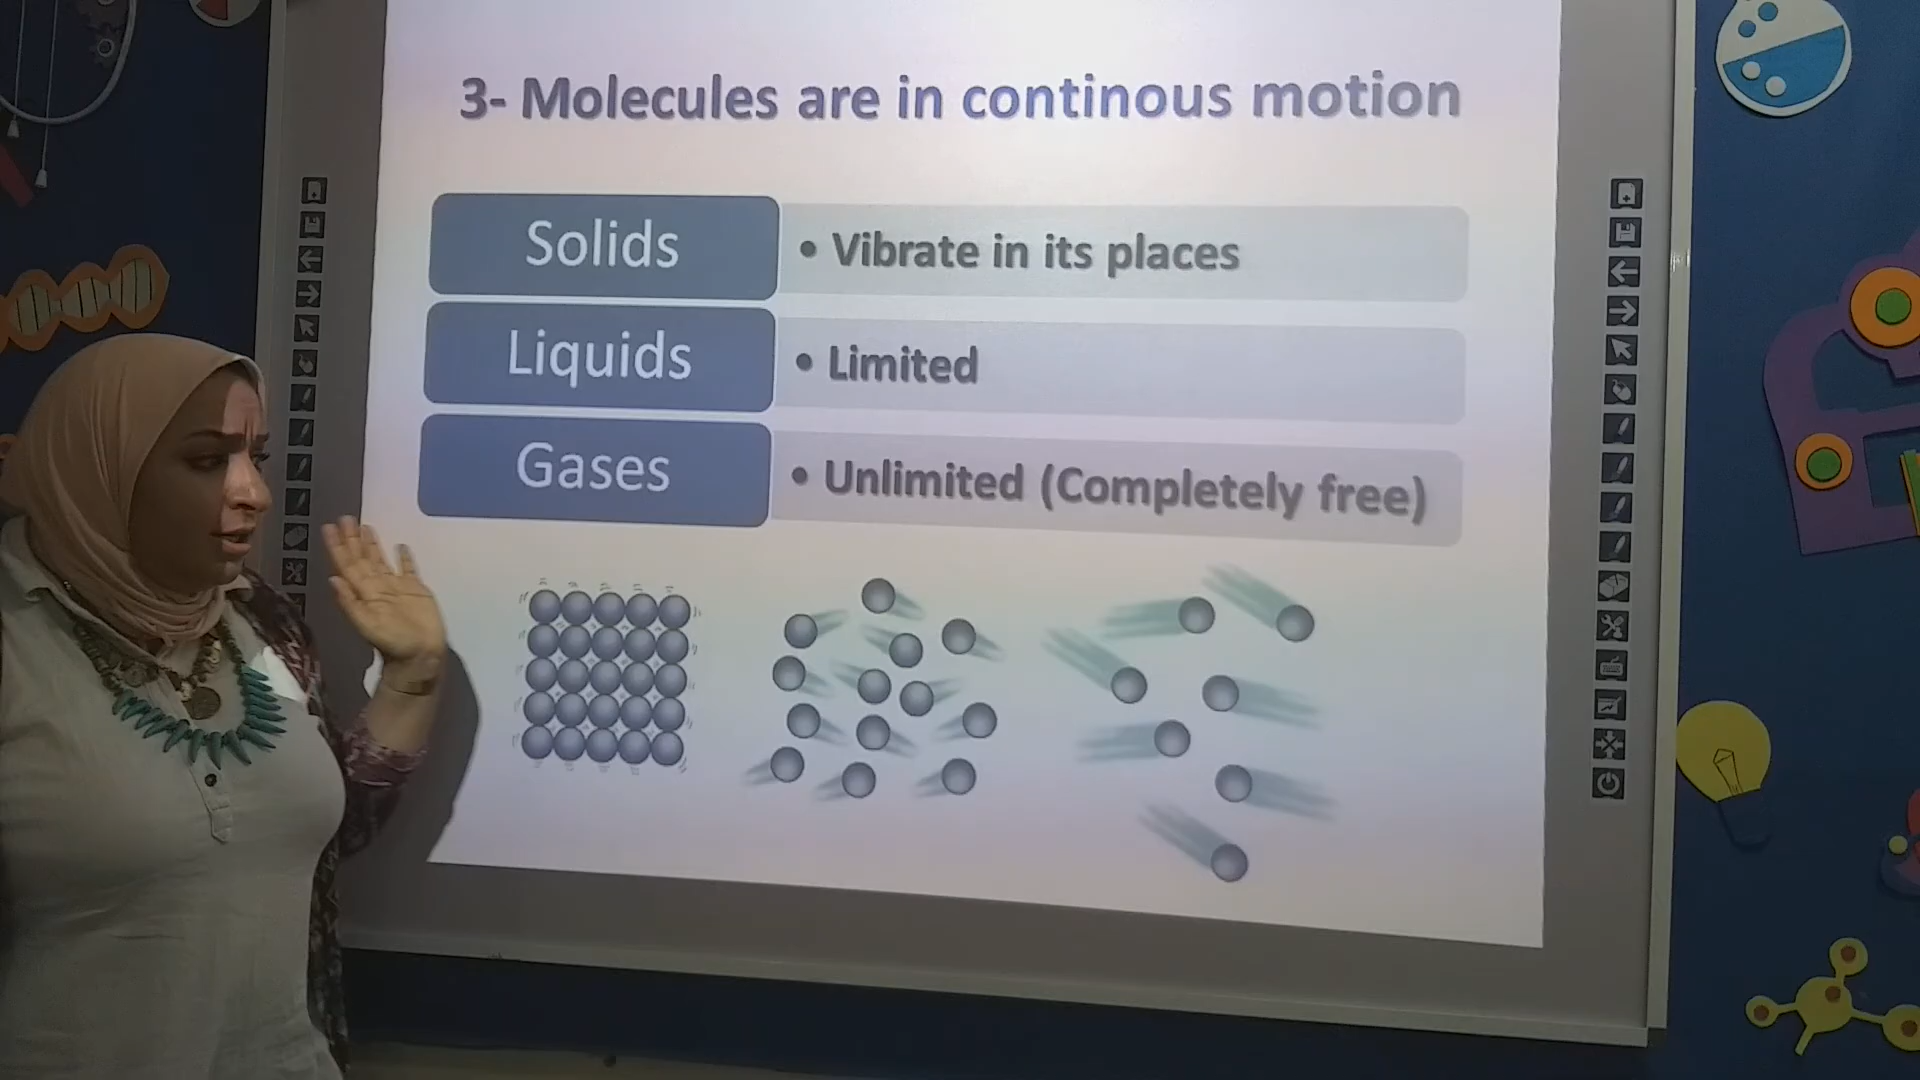 3- Molecules are in continous motion
Solids
• Vibrate in its places
Liquids
• Limited
Gases
• Unlimited (Completely free)